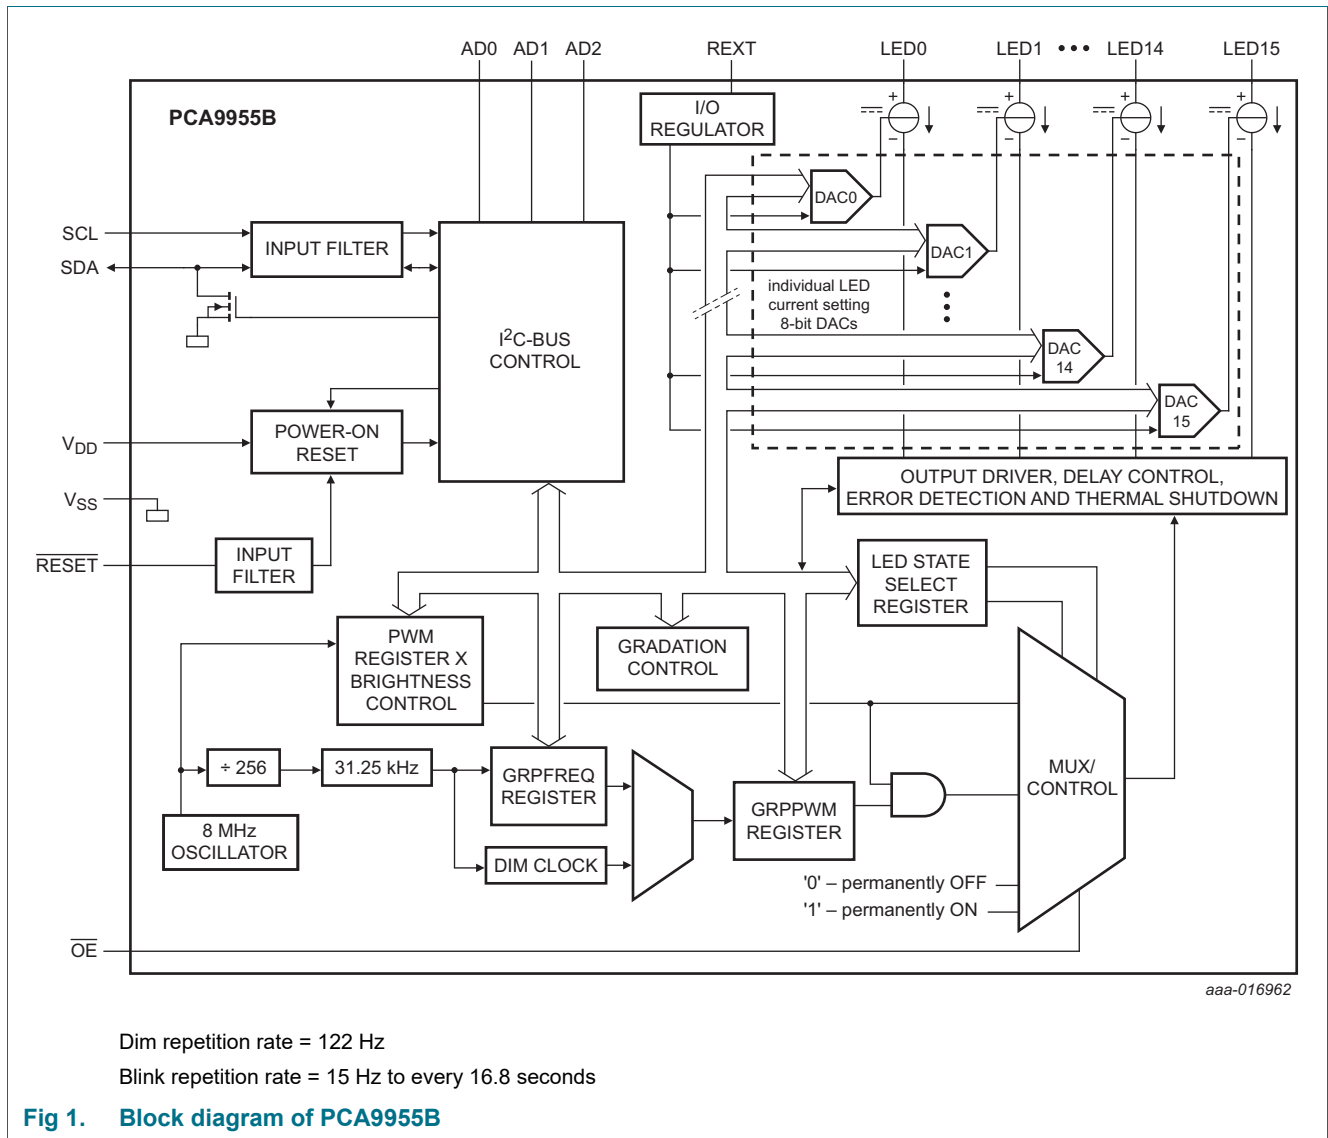 AD0 AD1 AD2 REXT LED0 LED1 ••• LED14 LED15
PCA9955B
I/O
REGULATOR
+ + + +
− − − −
DAC0
SCL
INPUT FILTER
DAC1
SDA
individual LED
current setting
8-bit DACs
I2C-BUS
CONTROL
DAC
14
DAC
15
VDD
POWER-ON
RESET
OUTPUT DRIVER, DELAY CONTROL,
ERROR DETECTION AND THERMAL SHUTDOWN
VSS
RESET
INPUT
FILTER
LED STATE
SELECT
REGISTER
PWM
REGISTER X
BRIGHTNESS
CONTROL
GRADATION
CONTROL
÷ 256
31.25 kHz
GRPFREQ
REGISTER
MUX/
CONTROL
GRPPWM
REGISTER
8 MHz
OSCILLATOR
DIM CLOCK
'0' – permanently OFF
'1' – permanently ON
OE
aaa-016962
Dim repetition rate = 122 Hz
Blink repetition rate = 15 Hz to every 16.8 seconds
Fig 1. Block diagram of PCA9955B